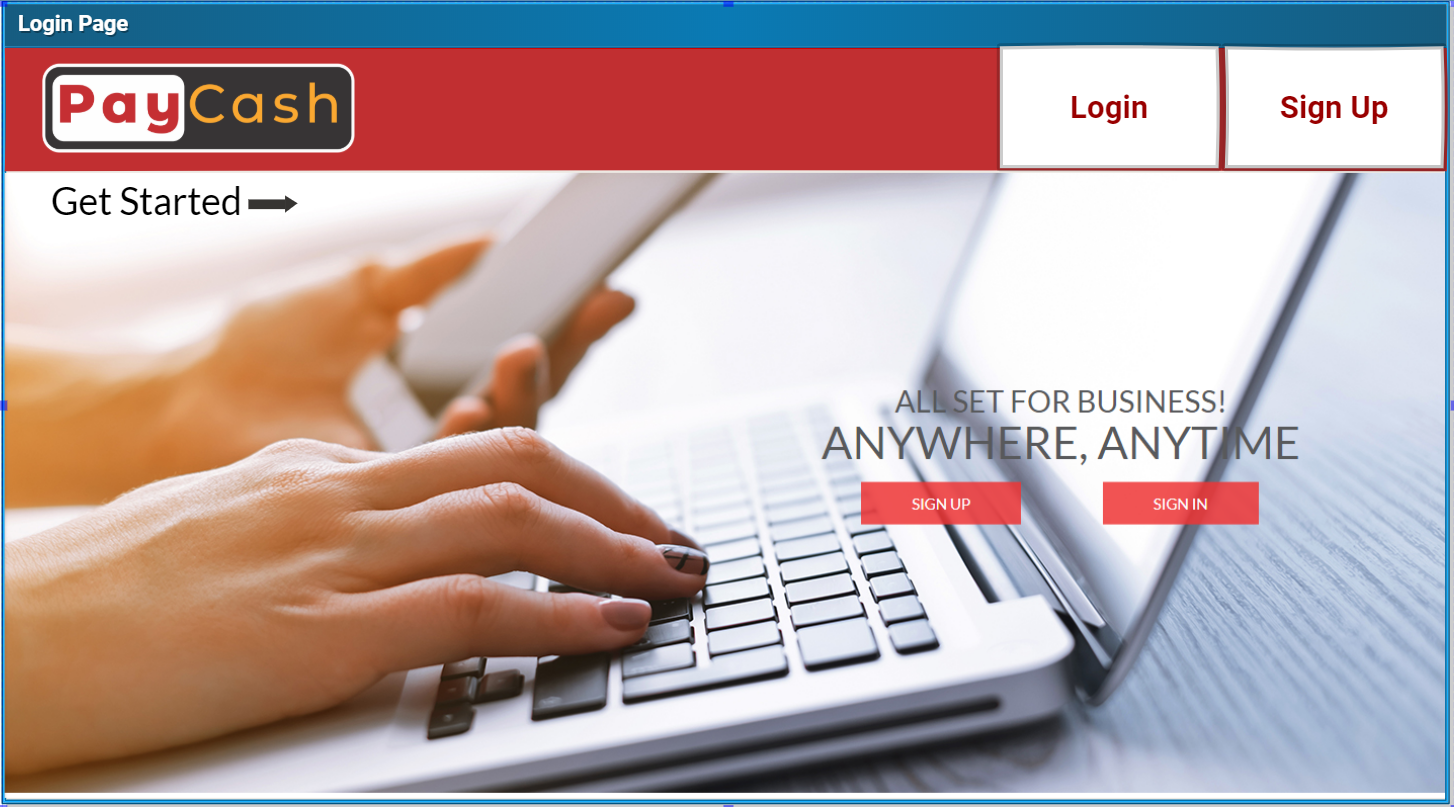 Login Page
PayCash
Login
Sign Up
Get Started
ALL SET FOR BUSINESS!
ANYWHERE, ANYTIME
SIGN UP
SIGN IN